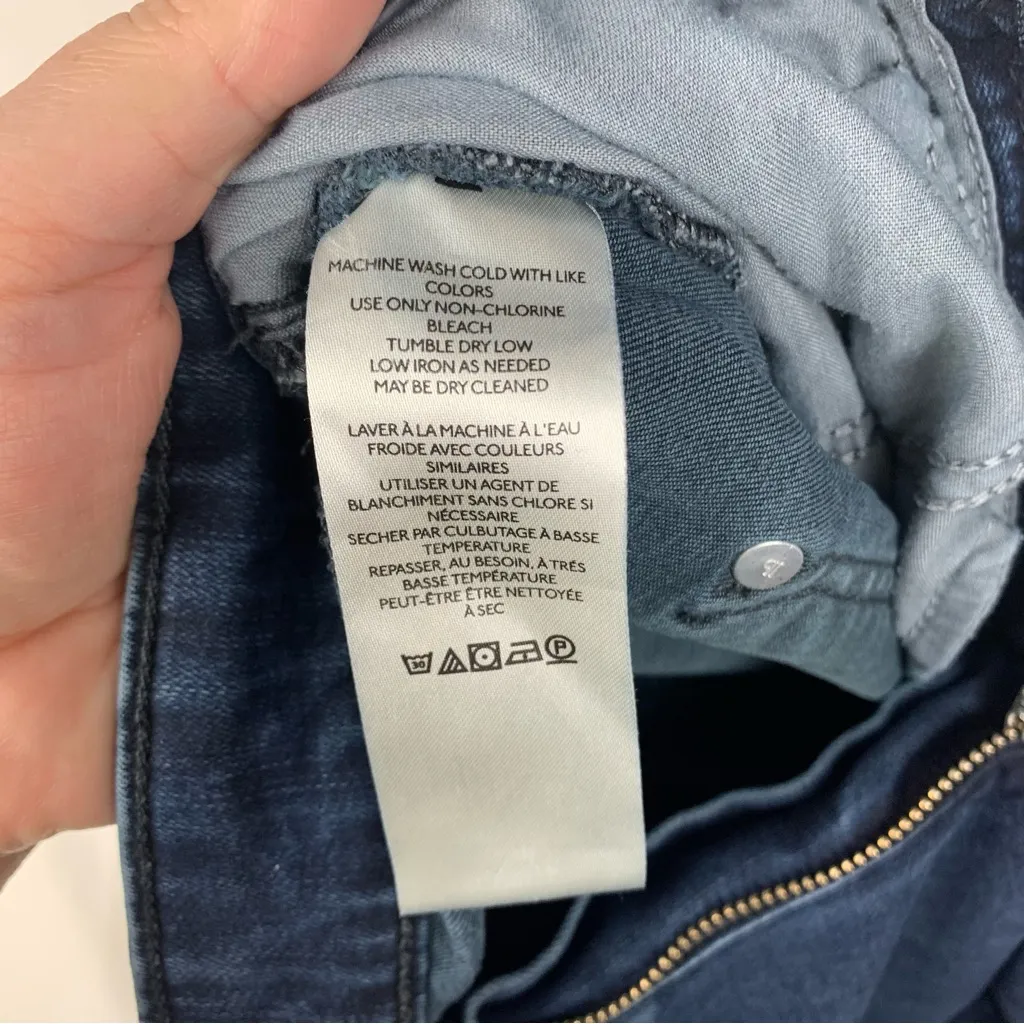 MACHINE WASH COLD WITH LIKE
COLORS
USE ONLY NON-CHLORINE
BLEACH
TUMBLE DRY LOW
LOW IRON AS NEEDED
MAY BE DRY CLEANED
LAVER À LA MACHINE À L'EAU
FROIDE AVEC COULEURS
SIMILAIRES
UTILISER UN AGENT DE
BLANCHIMENT SANS CHLORE SI
NÉCESSAIRE
SECHER PAR CULBUTAGE À BASSE
TEMPERATURE
REPASSER, AU BESOIN, À TRÉS
BASSE TEMPÉRATURE
PEUT-ÊTRE ÊTRE NETTOYÉE
À SEC
30 P